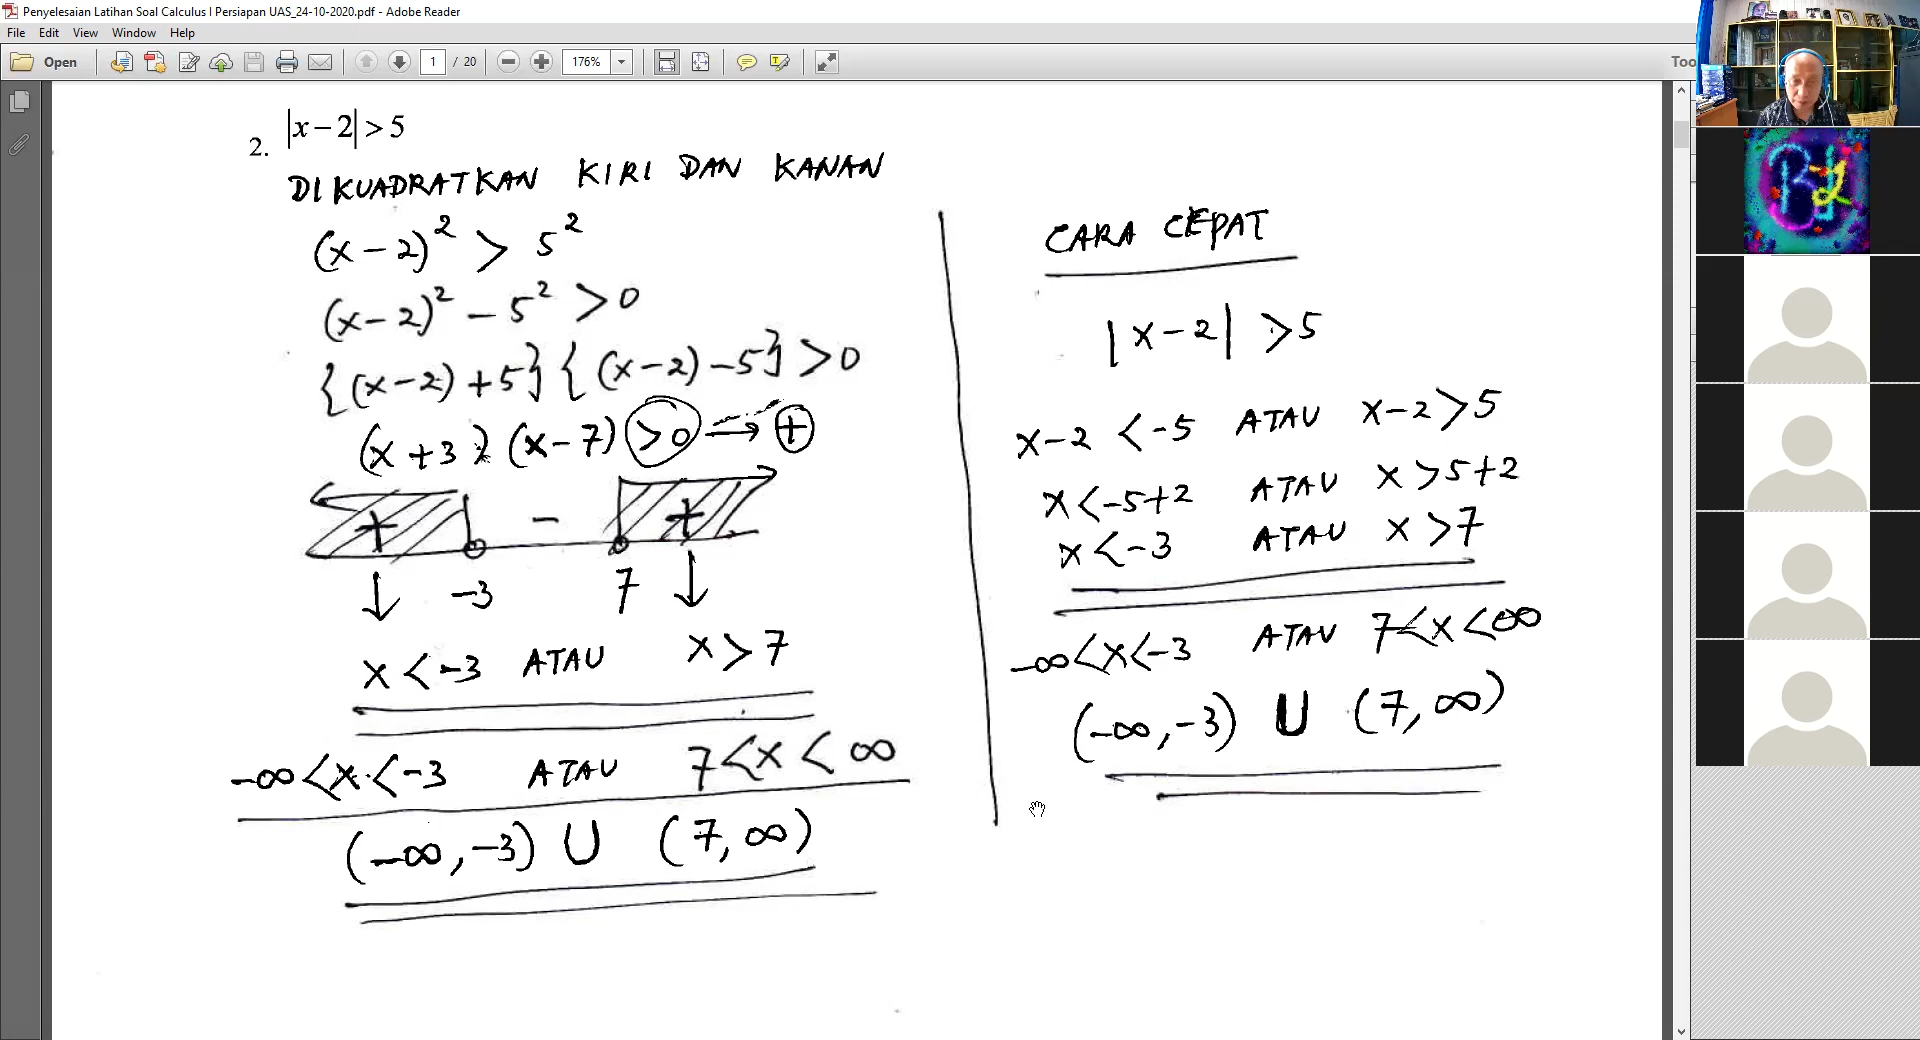 Penyelesaian Latihan Soal Calculus I Persiapan UAS_24-10-2020.pdf - Adobe Reader
File Edit View Window Help
Open 1 / 20 176% Too
2. |x-2| > 5
DIKUADRATKAN KIRI DAN KANAN
(x-2)² > 5²
(x-2)² - 5² > 0
{(x-2)+5}{(x-2)-5} > 0
(x+3)(x-7) > 0 → +
+ - +
-3 7
x < -3 ATAU x > 7
-∞ < x < -3 ATAU 7 < x < ∞
(-∞, -3) ∪ (7, ∞)
CARA CEPAT
|x-2| > 5
x-2 < -5 ATAU x-2 > 5
x < -5+2 ATAU x > 5+2
x < -3 ATAU x > 7
-∞ < x < -3 ATAU 7 < x < ∞
(-∞, -3) ∪ (7, ∞)